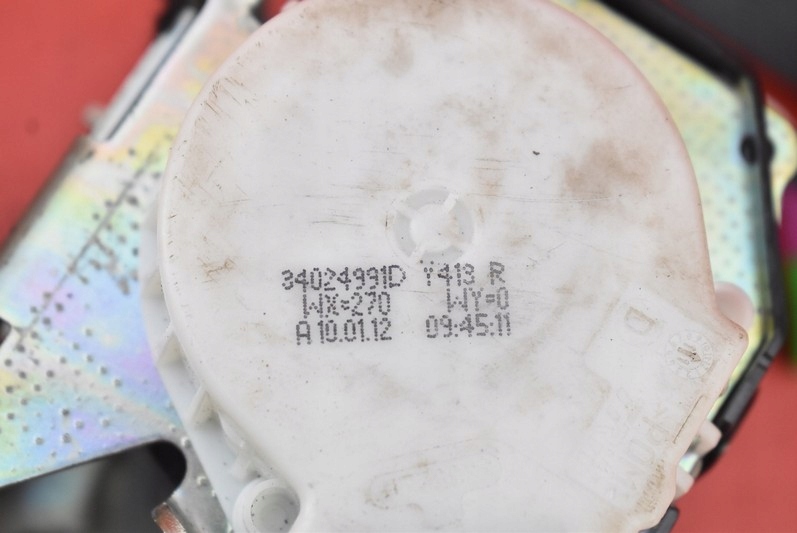 34024991D Y413 R
WX=270 WY=0
A 10.01.12 09:45:11
D